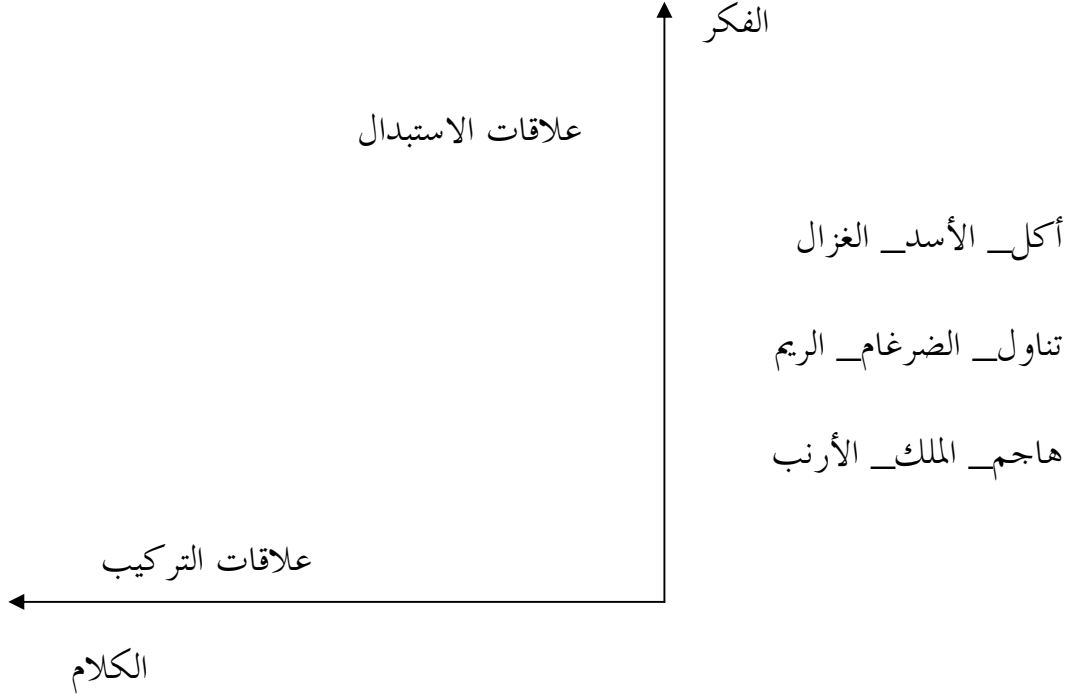 الفكر
علاقات الاستبدال
أكل_ الأسد_ الغزال
تناول_ الضرغام_ الريم
هاجم_ الملك_ الأرنب
علاقات التركيب
الكلام